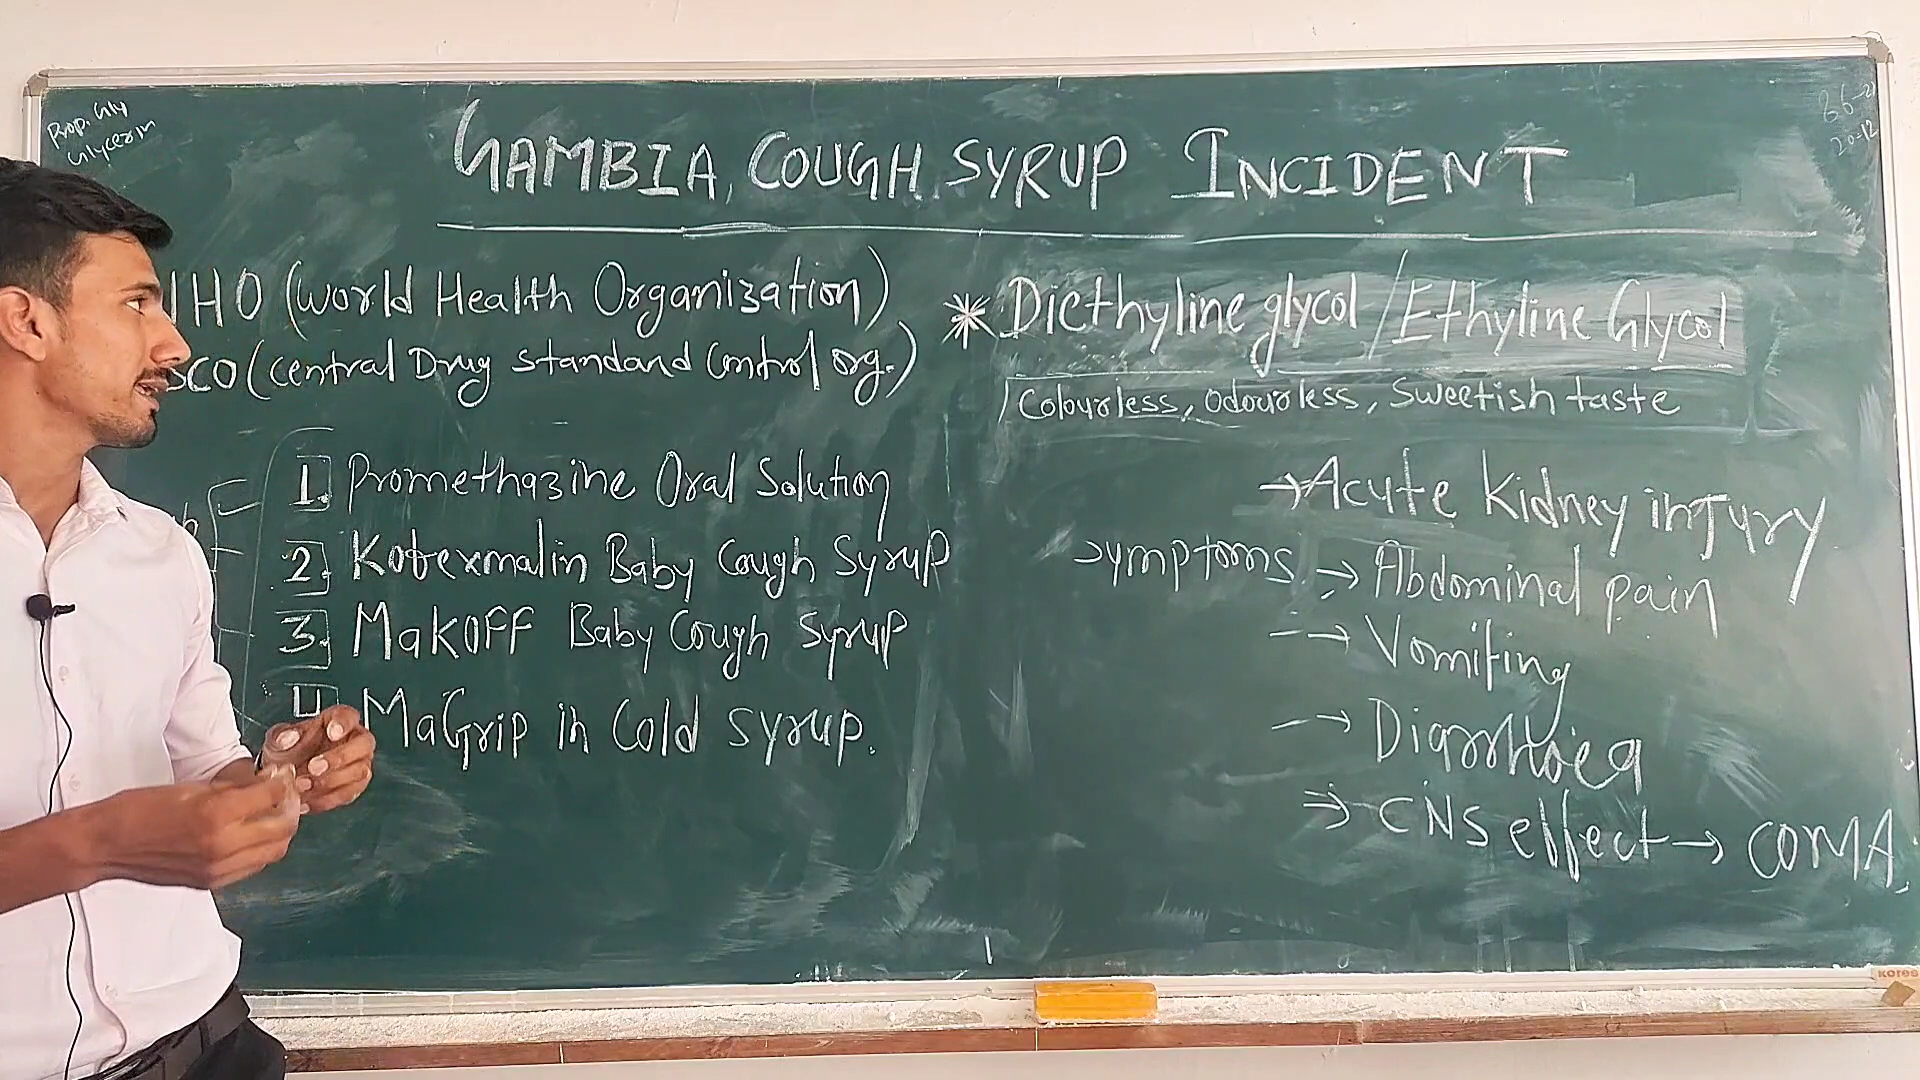 Prop. Gly
Glycerin
GAMBIA, COUGH SYRUP INCIDENT
HO (World Health Organization)
SCO (Central Drug Standard Control org.)
1. Promethazine Oral Solution
2. Kofexmalin Baby Cough Syrup
3. MaKOFF Baby Cough Syrup
4 MaGrip in Cold Syrup.
* Diethyline glycol / Ethyline Glycol
Colourless, Odourless, Sweetish taste
→ Acute Kidney injury
Symptoms → Abdominal pain
→ Vomiting
→ Diarrhoea
⇒ CNS effect → COMA
kores